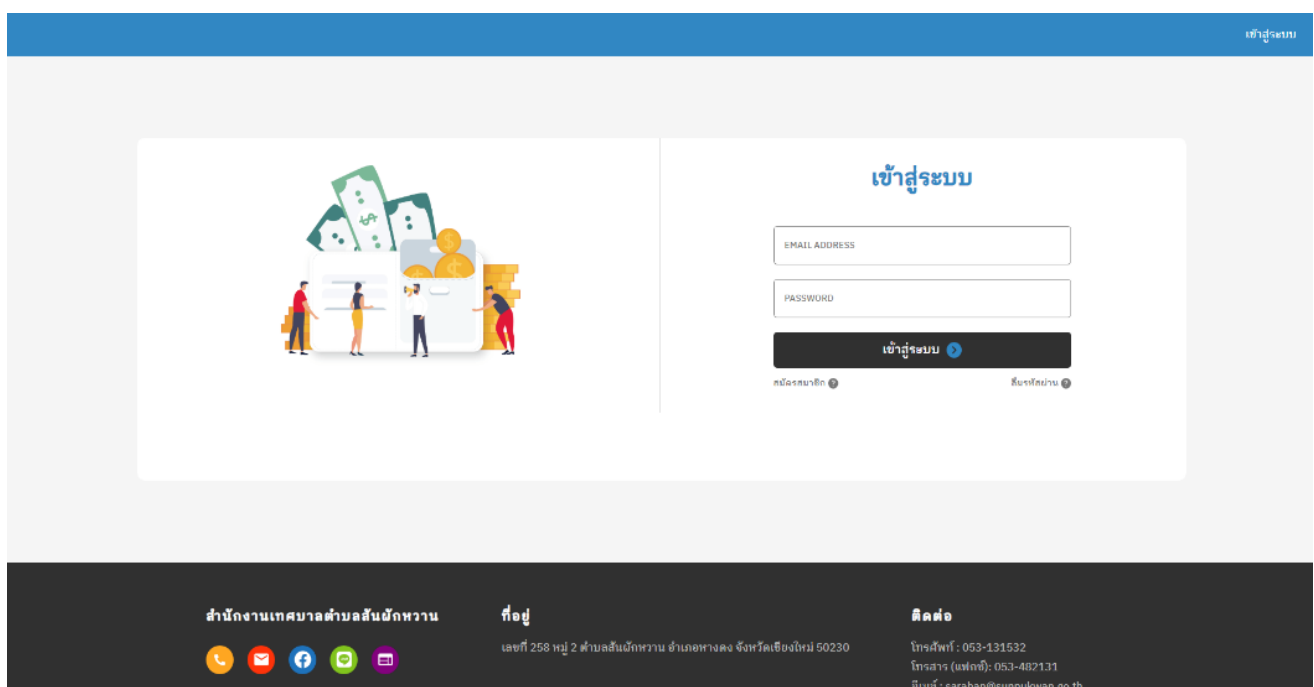 เข้าสู่ระบบ
เข้าสู่ระบบ
EMAIL ADDRESS
PASSWORD
เข้าสู่ระบบ
สมัครสมาชิก
ลืมรหัสผ่าน
สำนักงานเทศบาลตำบลสันผักหวาน
ที่อยู่
เลขที่ 258 หมู่ 2 ตำบลสันผักหวาน อำเภอหางดง จังหวัดเชียงใหม่ 50230
ติดต่อ
โทรศัพท์ : 053-131532
โทรสาร (แฟกซ์): 053-482131